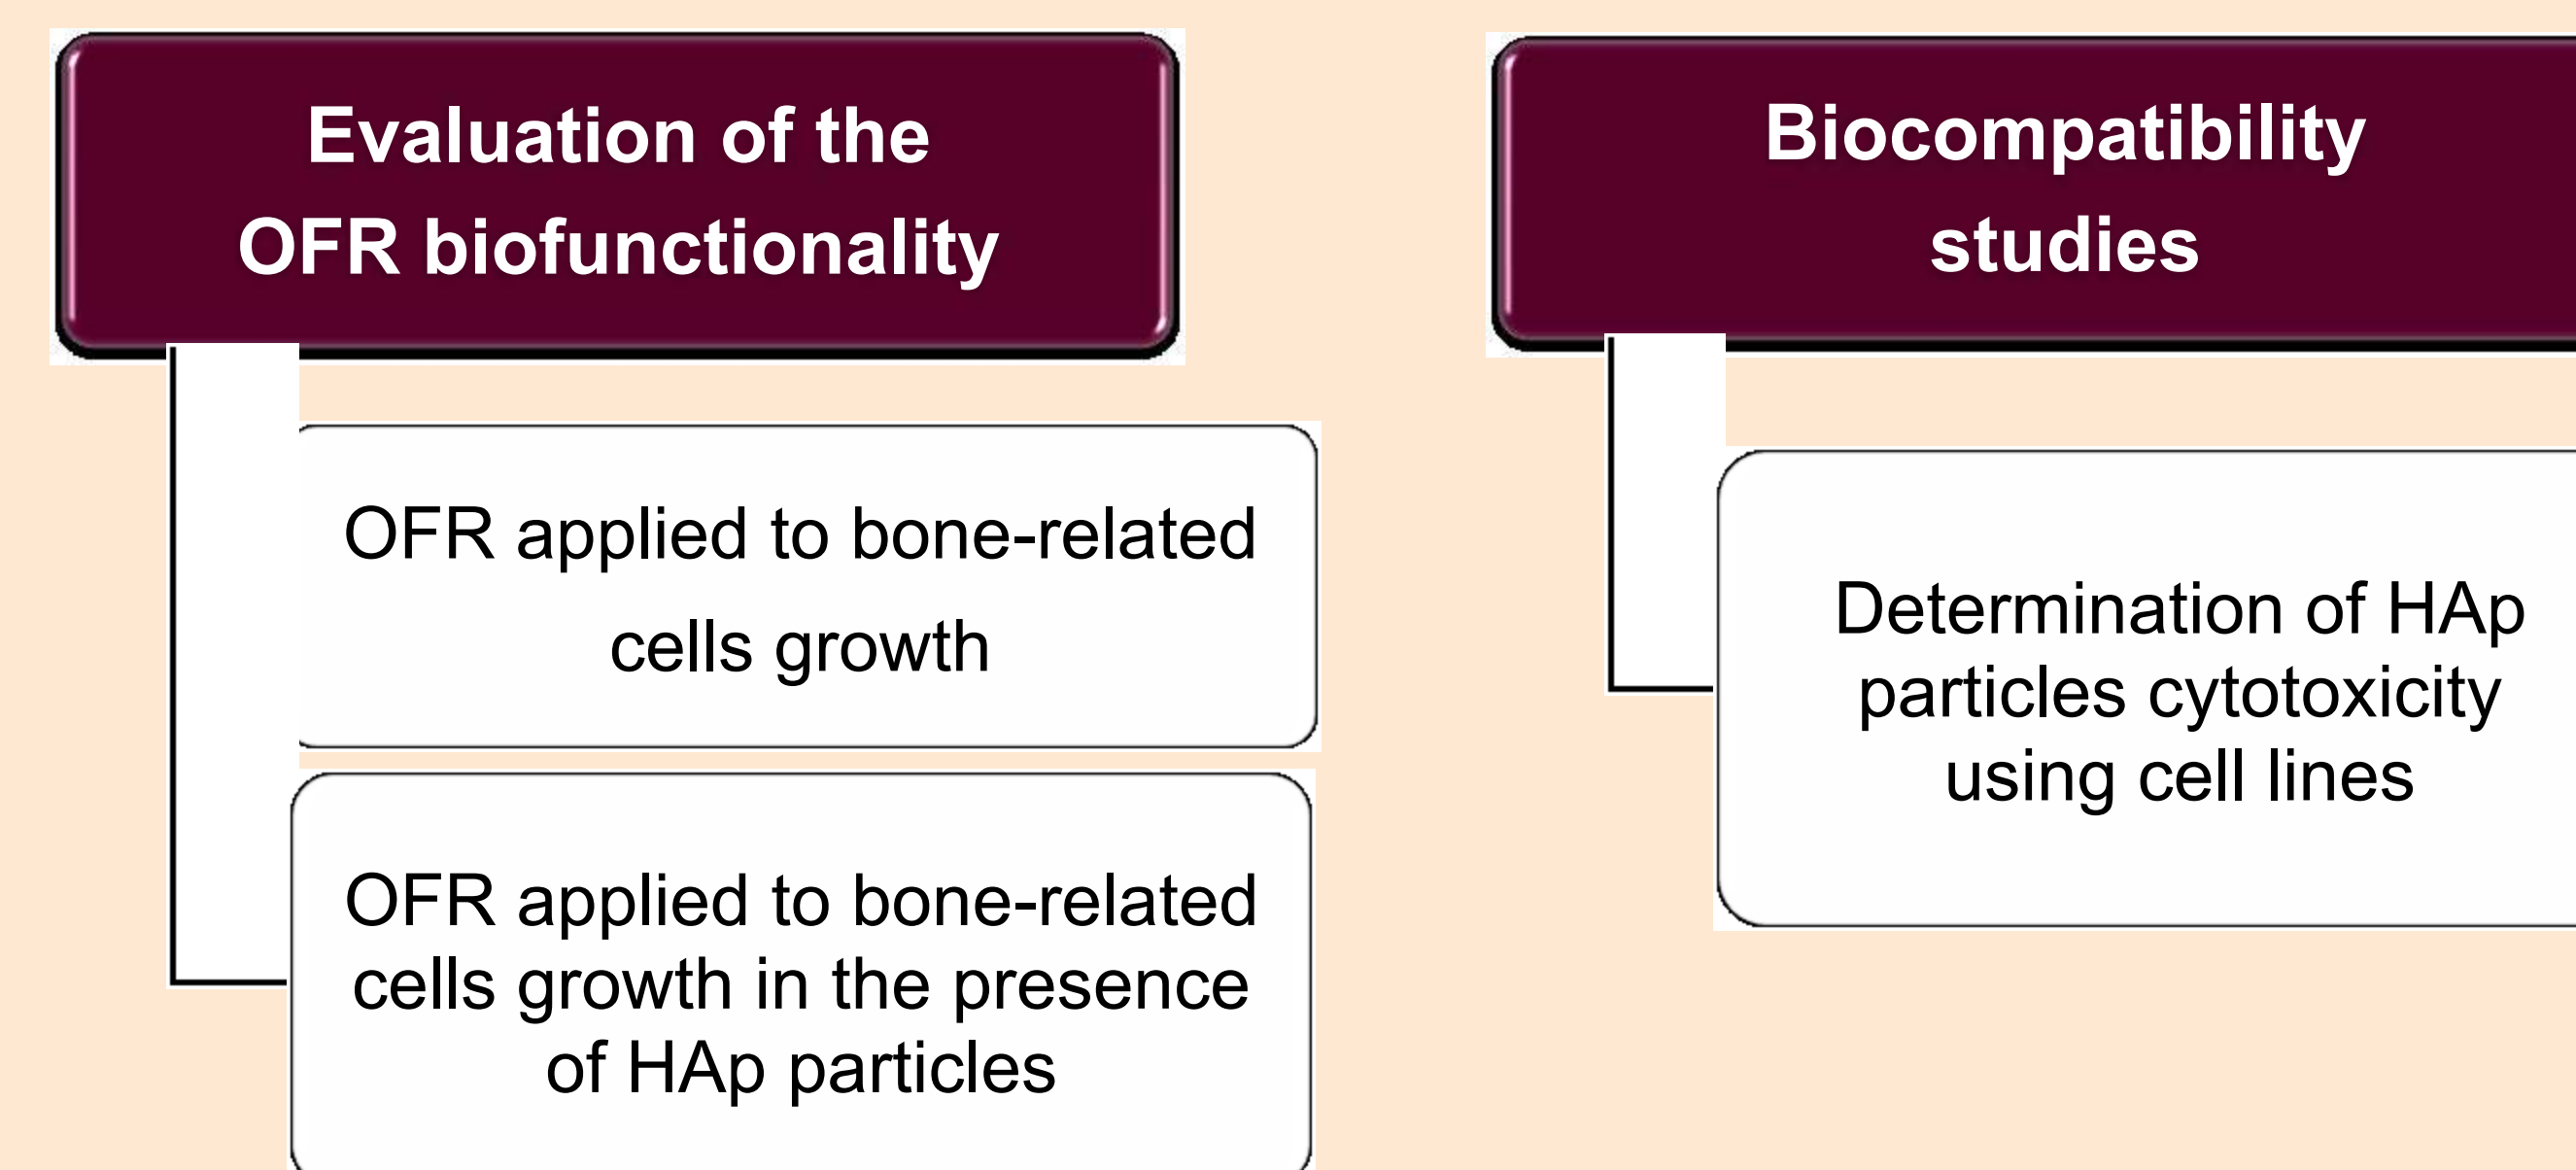 Evaluation of the
OFR biofunctionality
OFR applied to bone-related
cells growth
OFR applied to bone-related
cells growth in the presence
of HAp particles
Biocompatibility
studies
Determination of HAp
particles cytotoxicity
using cell lines